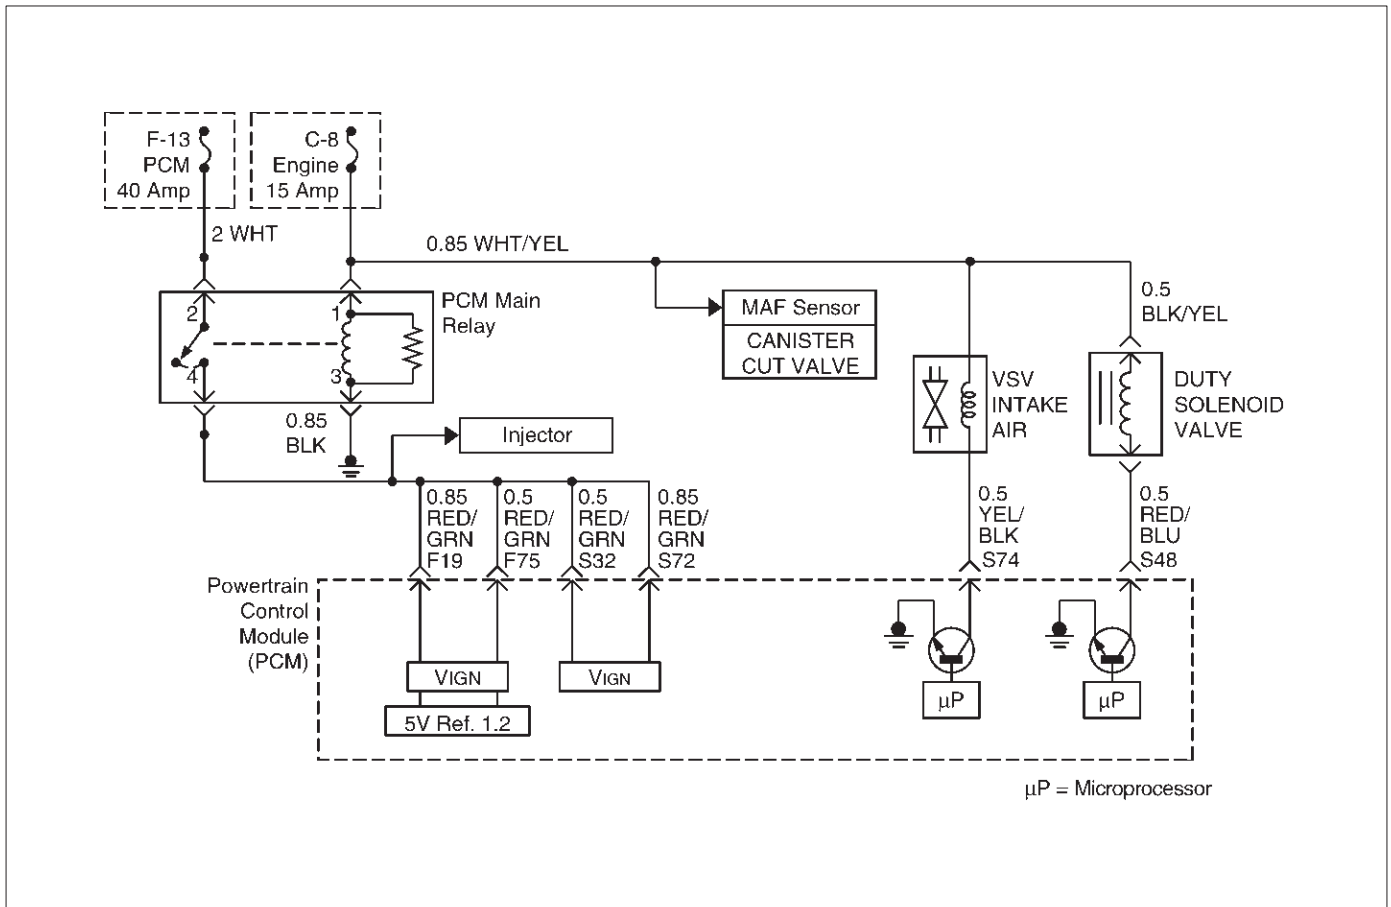 F-13
PCM
40 Amp
C-8
Engine
15 Amp
2 WHT
0.85 WHT/YEL
2
1
4
3
PCM Main
Relay
0.85
BLK
Injector
MAF Sensor
CANISTER
CUT VALVE
VSV
INTAKE
AIR
0.5
BLK/YEL
DUTY
SOLENOID
VALVE
0.85
RED/
GRN
F19
0.5
RED/
GRN
F75
0.5
RED/
GRN
S32
0.85
RED/
GRN
S72
0.5
YEL/
BLK
S74
0.5
RED/
BLU
S48
Powertrain
Control
Module
(PCM)
VIGN
5V Ref. 1.2
VIGN
µP
µP
µP = Microprocessor